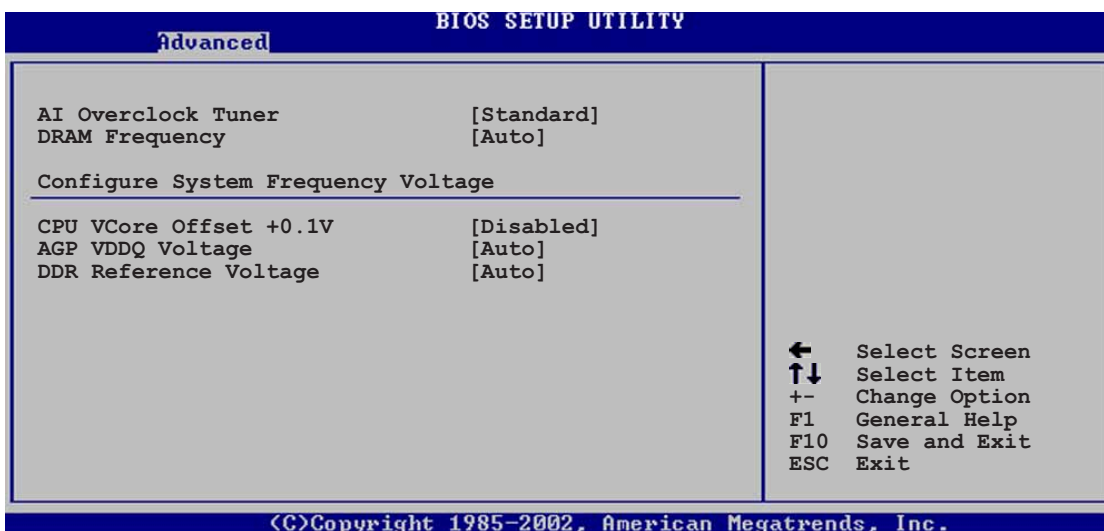 BIOS SETUP UTILITY
Advanced
AI Overclock Tuner [Standard]
DRAM Frequency [Auto]
Configure System Frequency Voltage
CPU VCore Offset +0.1V [Disabled]
AGP VDDQ Voltage [Auto]
DDR Reference Voltage [Auto]
← Select Screen
↑↓ Select Item
+- Change Option
F1 General Help
F10 Save and Exit
ESC Exit
(C)Copyright 1985-2002, American Megatrends, Inc.